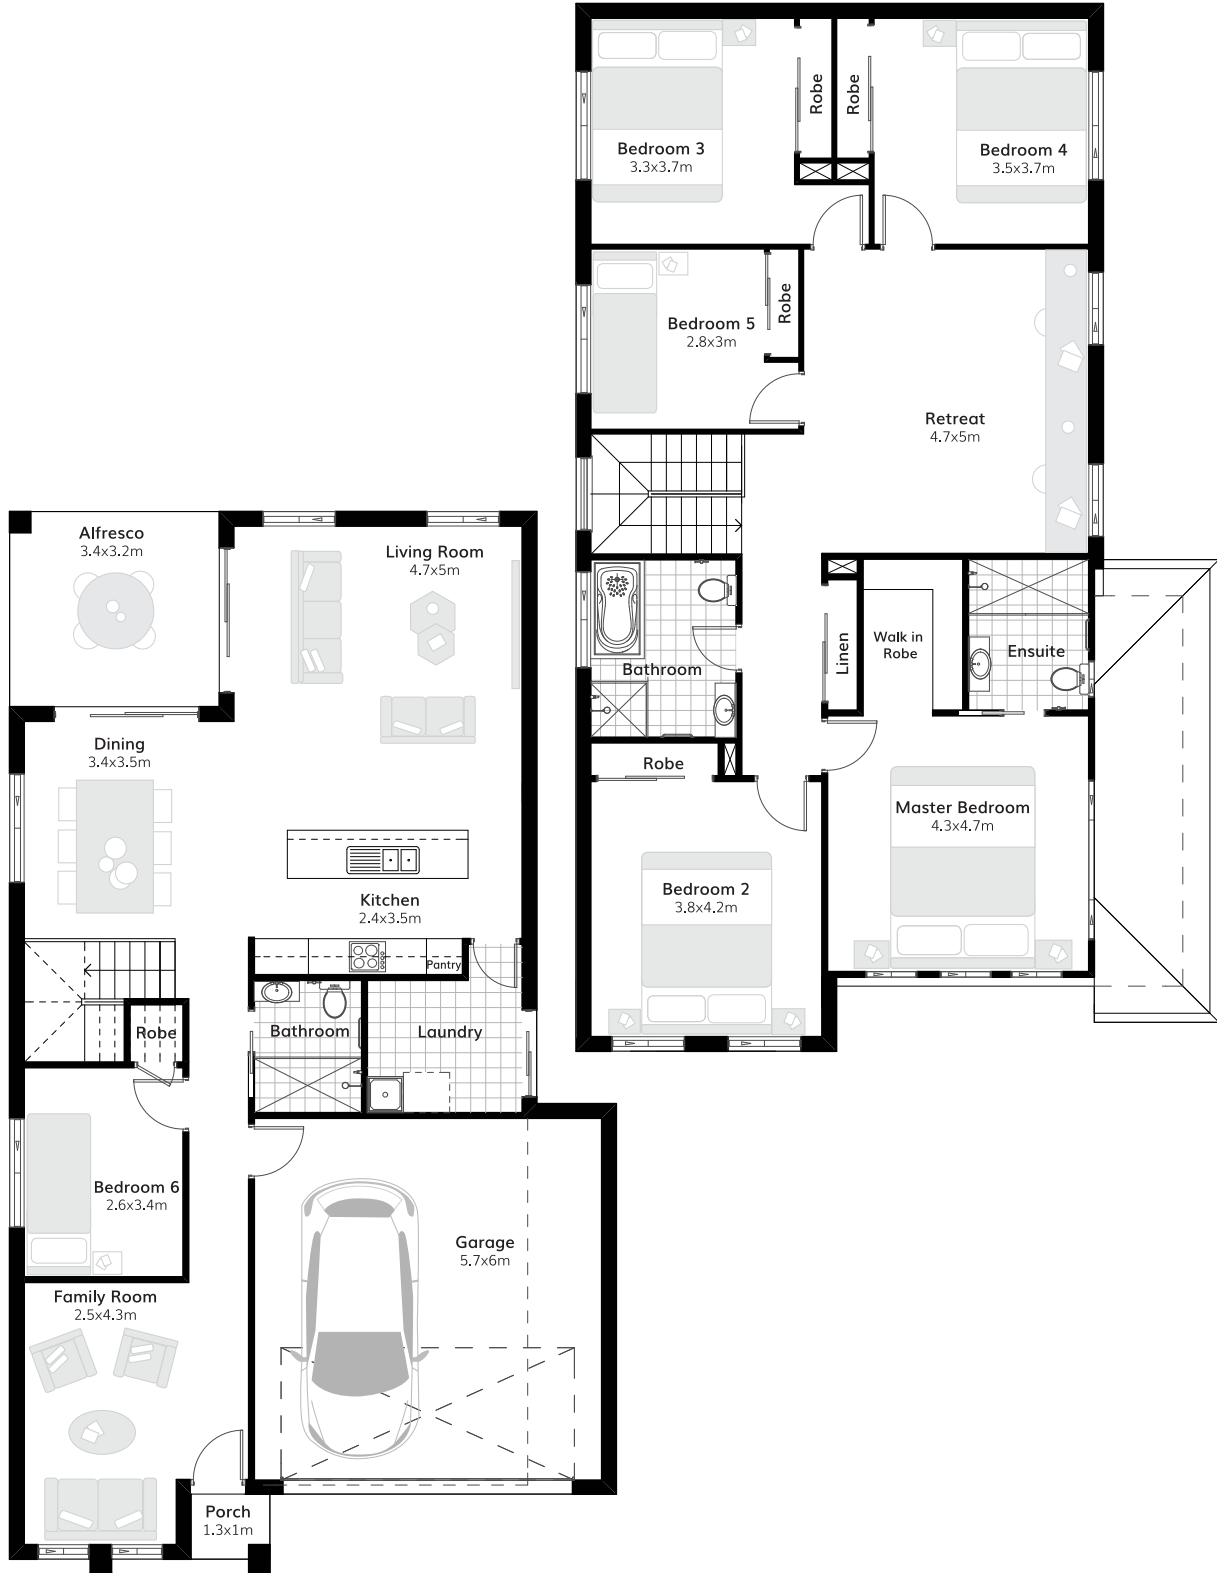 Bedroom 3
3.3x3.7m
Robe
Robe
Bedroom 4
3.5x3.7m
Bedroom 5
2.8x3m
Robe
Retreat
4.7x5m
Bathroom
Linen
Walk in
Robe
Ensuite
Robe
Master Bedroom
4.3x4.7m
Bedroom 2
3.8x4.2m
Alfresco
3.4x3.2m
Living Room
4.7x5m
Dining
3.4x3.5m
Kitchen
2.4x3.5m
Pantry
Robe
Bathroom
Laundry
Bedroom 6
2.6x3.4m
Garage
5.7x6m
Family Room
2.5x4.3m
Porch
1.3x1m